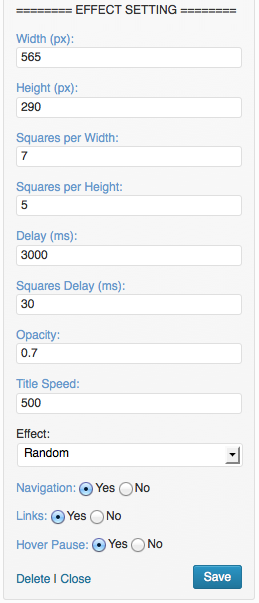 ======== EFFECT SETTING ========
Width (px):
565
Height (px):
290
Squares per Width:
7
Squares per Height:
5
Delay (ms):
3000
Squares Delay (ms):
30
Opacity:
0.7
Title Speed:
500
Effect:
Random
Navigation: Yes No
Links: Yes No
Hover Pause: Yes No
Delete | Close Save